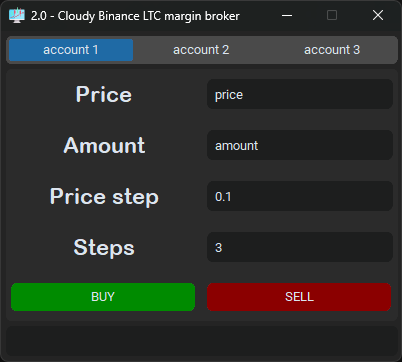 2.0 - Cloudy Binance LTC margin broker
account 1 account 2 account 3
Price price
Amount amount
Price step 0.1
Steps 3
BUY SELL